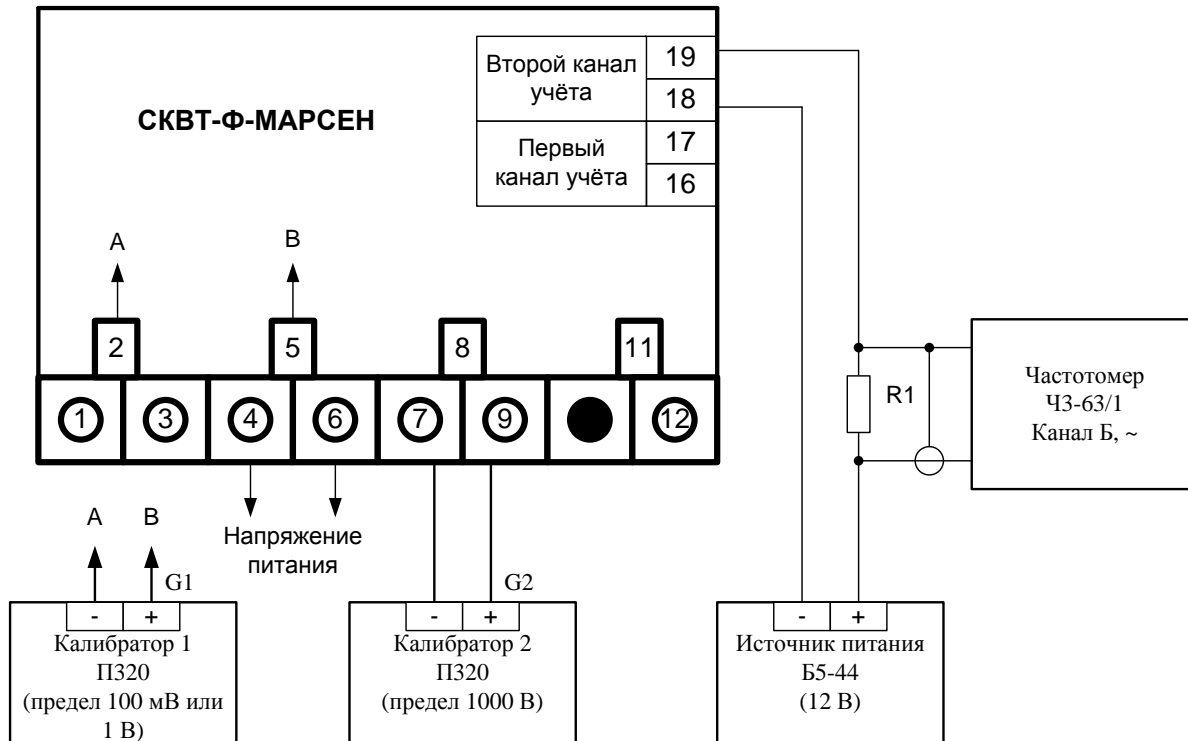 Второй канал
учёта
19
18
СКВТ-Ф-МАРСЕН
Первый
канал учёта
17
16
A
B
2
5
8
11
1
3
4
6
7
9
12
R1
Частотомер
Ч3-63/1
Канал Б, ~
A
B
Напряжение
питания
G1
G2
- +
Калибратор 1
П320
(предел 100 мВ или
1 В)
- +
Калибратор 2
П320
(предел 1000 В)
- +
Источник питания
Б5-44
(12 В)